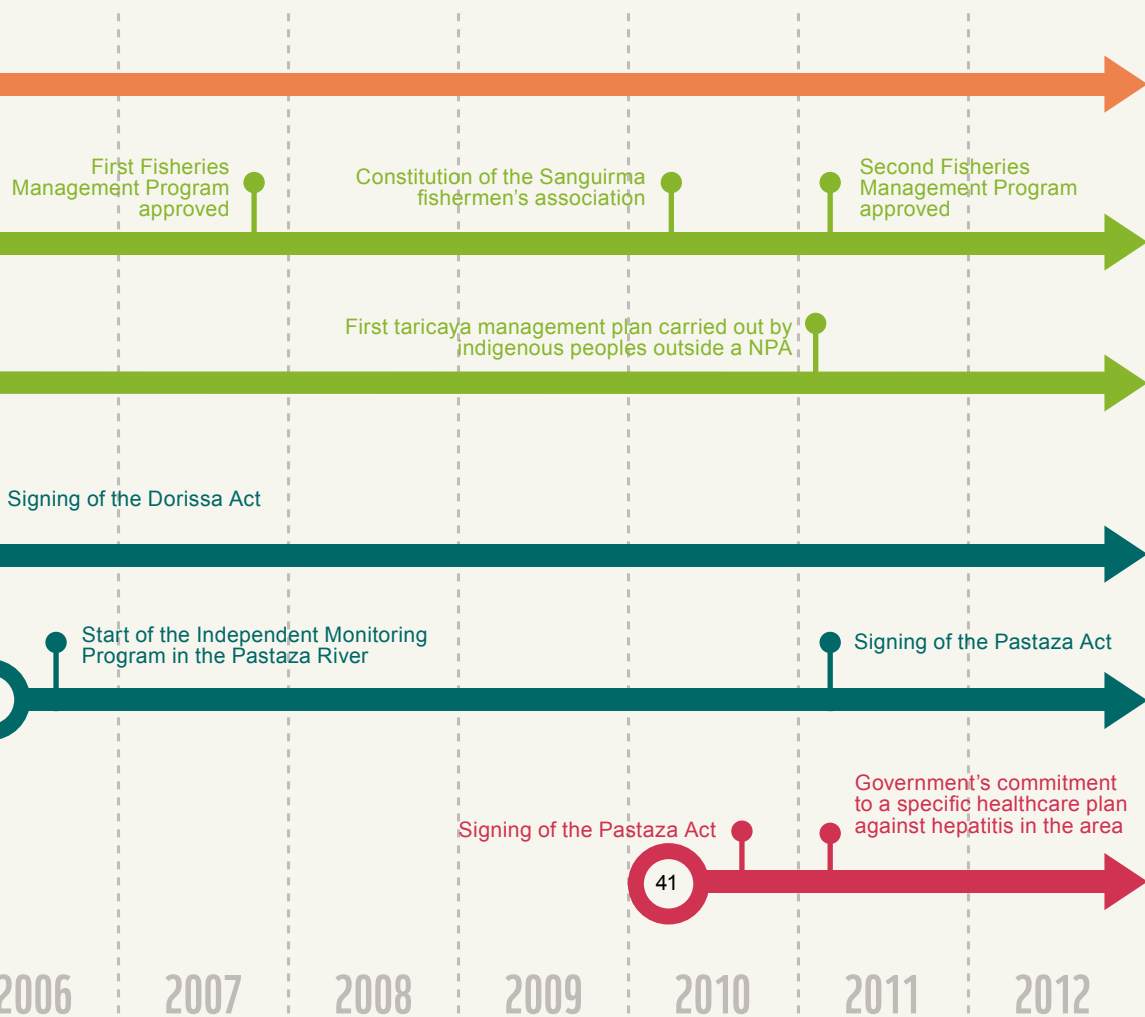 First Fisheries
Management Program
approved
Constitution of the Sanguirma
fishermen's association
Second Fisheries
Management Program
approved
First taricaya management plan carried out by
indigenous peoples outside a NPA
Signing of the Dorissa Act
Start of the Independent Monitoring
Program in the Pastaza River
Signing of the Pastaza Act
Government's commitment
to a specific healthcare plan
against hepatitis in the area
Signing of the Pastaza Act
41
2006 2007 2008 2009 2010 2011 2012